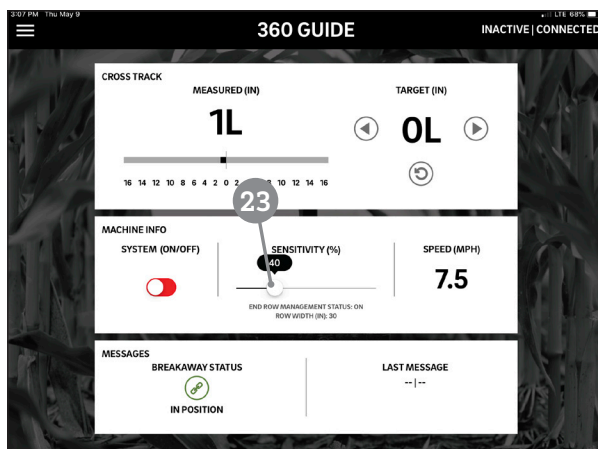 3:07 PM Thu May 9
LTE 68%
360 GUIDE
INACTIVE | CONNECTED
CROSS TRACK
MEASURED (IN)
TARGET (IN)
1L
0L
16 14 12 10 8 6 4 2 0 2 8 10 12 14 16
23
MACHINE INFO
SYSTEM (ON/OFF)
SENSITIVITY (%)
SPEED (MPH)
40
7.5
END ROW MANAGEMENT STATUS: ON
ROW WIDTH (IN): 30
MESSAGES
BREAKAWAY STATUS
LAST MESSAGE
-- | --
IN POSITION